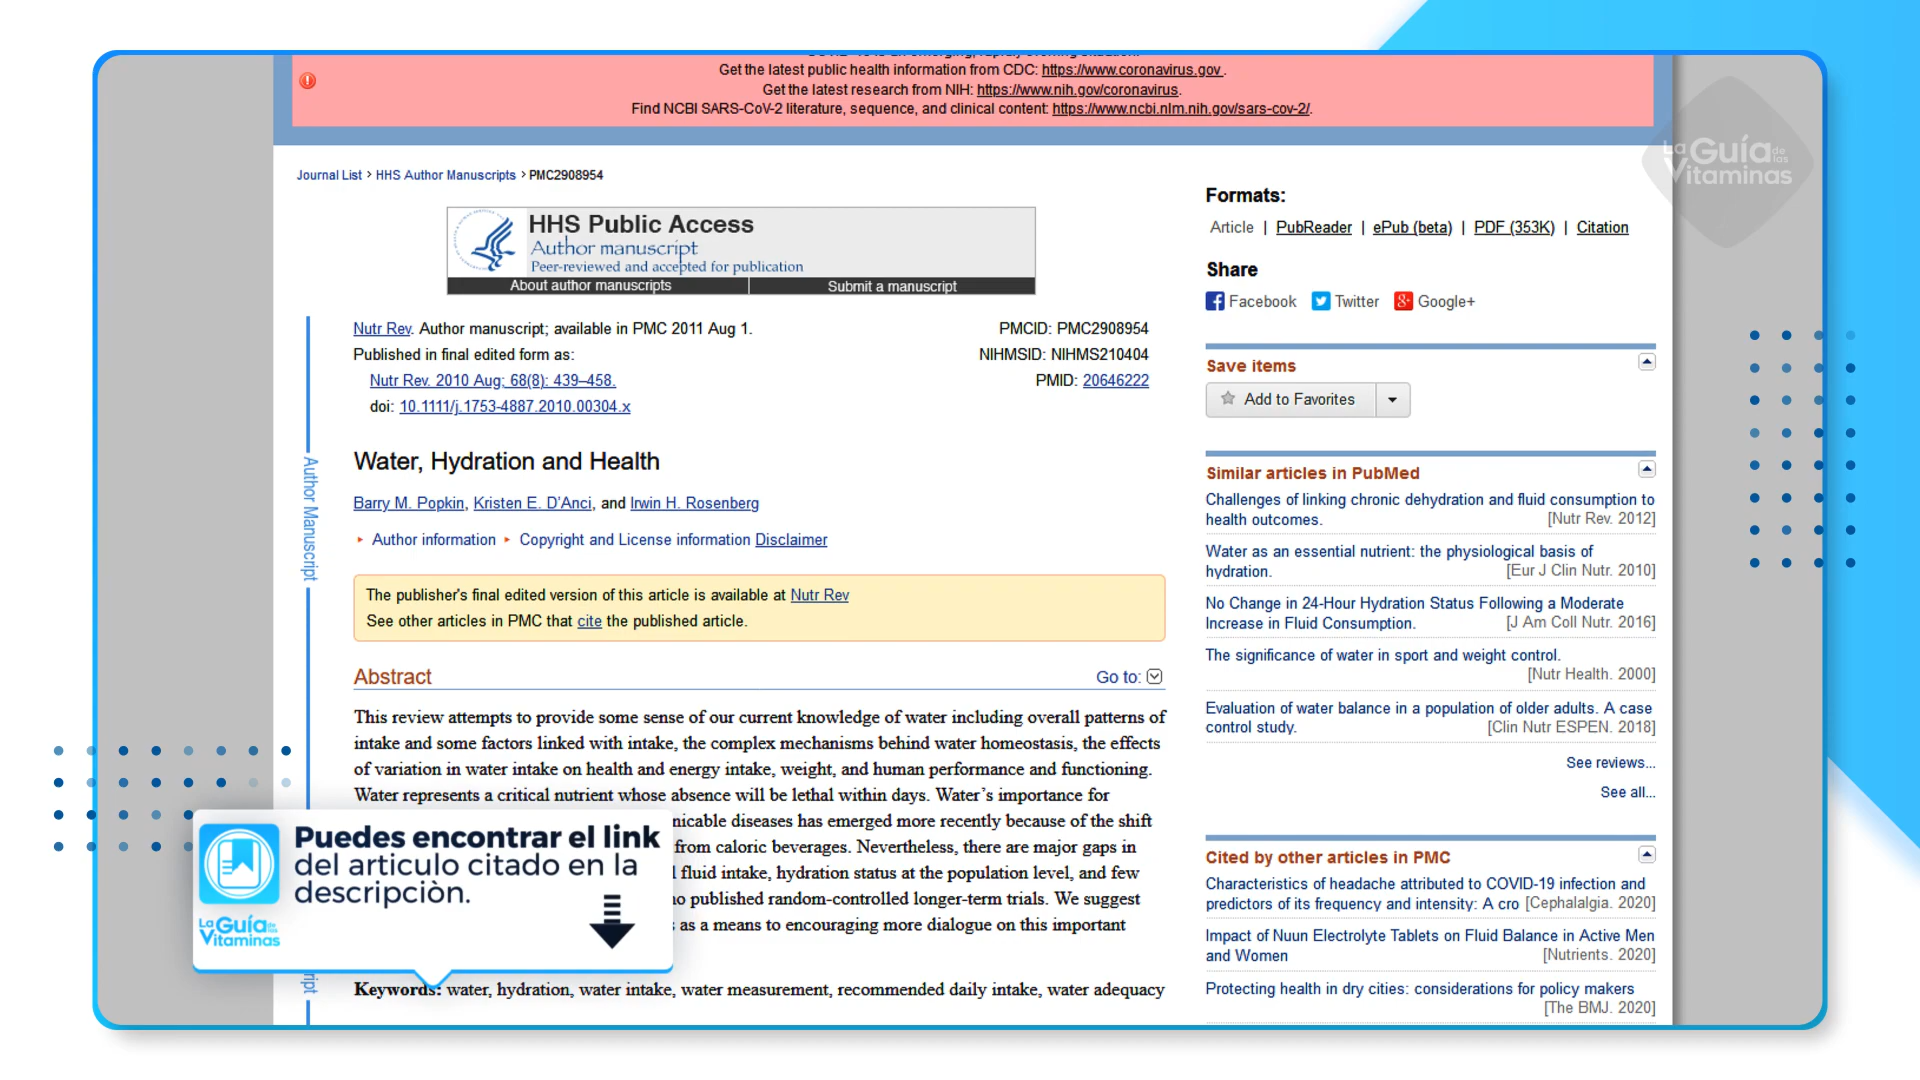 Get the latest public health information from CDC: https://www.coronavirus.gov .
Get the latest research from NIH: https://www.nih.gov/coronavirus.
Find NCBI SARS-CoV-2 literature, sequence, and clinical content: https://www.ncbi.nlm.nih.gov/sars-cov-2/.
La Guía de las Vitaminas
Journal List > HHS Author Manuscripts > PMC2908954
HHS Public Access
Author manuscript
Peer-reviewed and accepted for publication
About author manuscripts
Submit a manuscript
Nutr Rev. Author manuscript; available in PMC 2011 Aug 1.
Published in final edited form as:
Nutr Rev. 2010 Aug; 68(8): 439–458.
doi: 10.1111/j.1753-4887.2010.00304.x
PMCID: PMC2908954
NIHMSID: NIHMS210404
PMID: 20646222
Water, Hydration and Health
Barry M. Popkin, Kristen E. D'Anci, and Irwin H. Rosenberg
Author information Copyright and License information Disclaimer
The publisher's final edited version of this article is available at Nutr Rev
See other articles in PMC that cite the published article.
Abstract
Go to:
This review attempts to provide some sense of our current knowledge of water including overall patterns of
intake and some factors linked with intake, the complex mechanisms behind water homeostasis, the effects
of variation in water intake on health and energy intake, weight, and human performance and functioning.
Water represents a critical nutrient whose absence will be lethal within days. Water's importance for
nicable diseases has emerged more recently because of the shift
from caloric beverages. Nevertheless, there are major gaps in
fluid intake, hydration status at the population level, and few
no published random-controlled longer-term trials. We suggest
as a means to encouraging more dialogue on this important
Keywords: water, hydration, water intake, water measurement, recommended daily intake, water adequacy
Author Manuscript
ript
Puedes encontrar el link
del articulo citado en la
descripciòn.
La Guía de las Vitaminas
Formats:
Article | PubReader | ePub (beta) | PDF (353K) | Citation
Share
Facebook Twitter Google+
Save items
Add to Favorites
Similar articles in PubMed
Challenges of linking chronic dehydration and fluid consumption to
health outcomes. [Nutr Rev. 2012]
Water as an essential nutrient: the physiological basis of
hydration. [Eur J Clin Nutr. 2010]
No Change in 24-Hour Hydration Status Following a Moderate
Increase in Fluid Consumption. [J Am Coll Nutr. 2016]
The significance of water in sport and weight control.
[Nutr Health. 2000]
Evaluation of water balance in a population of older adults. A case
control study. [Clin Nutr ESPEN. 2018]
See reviews...
See all...
Cited by other articles in PMC
Characteristics of headache attributed to COVID-19 infection and
predictors of its frequency and intensity: A cro [Cephalalgia. 2020]
Impact of Nuun Electrolyte Tablets on Fluid Balance in Active Men
and Women [Nutrients. 2020]
Protecting health in dry cities: considerations for policy makers
[The BMJ. 2020]